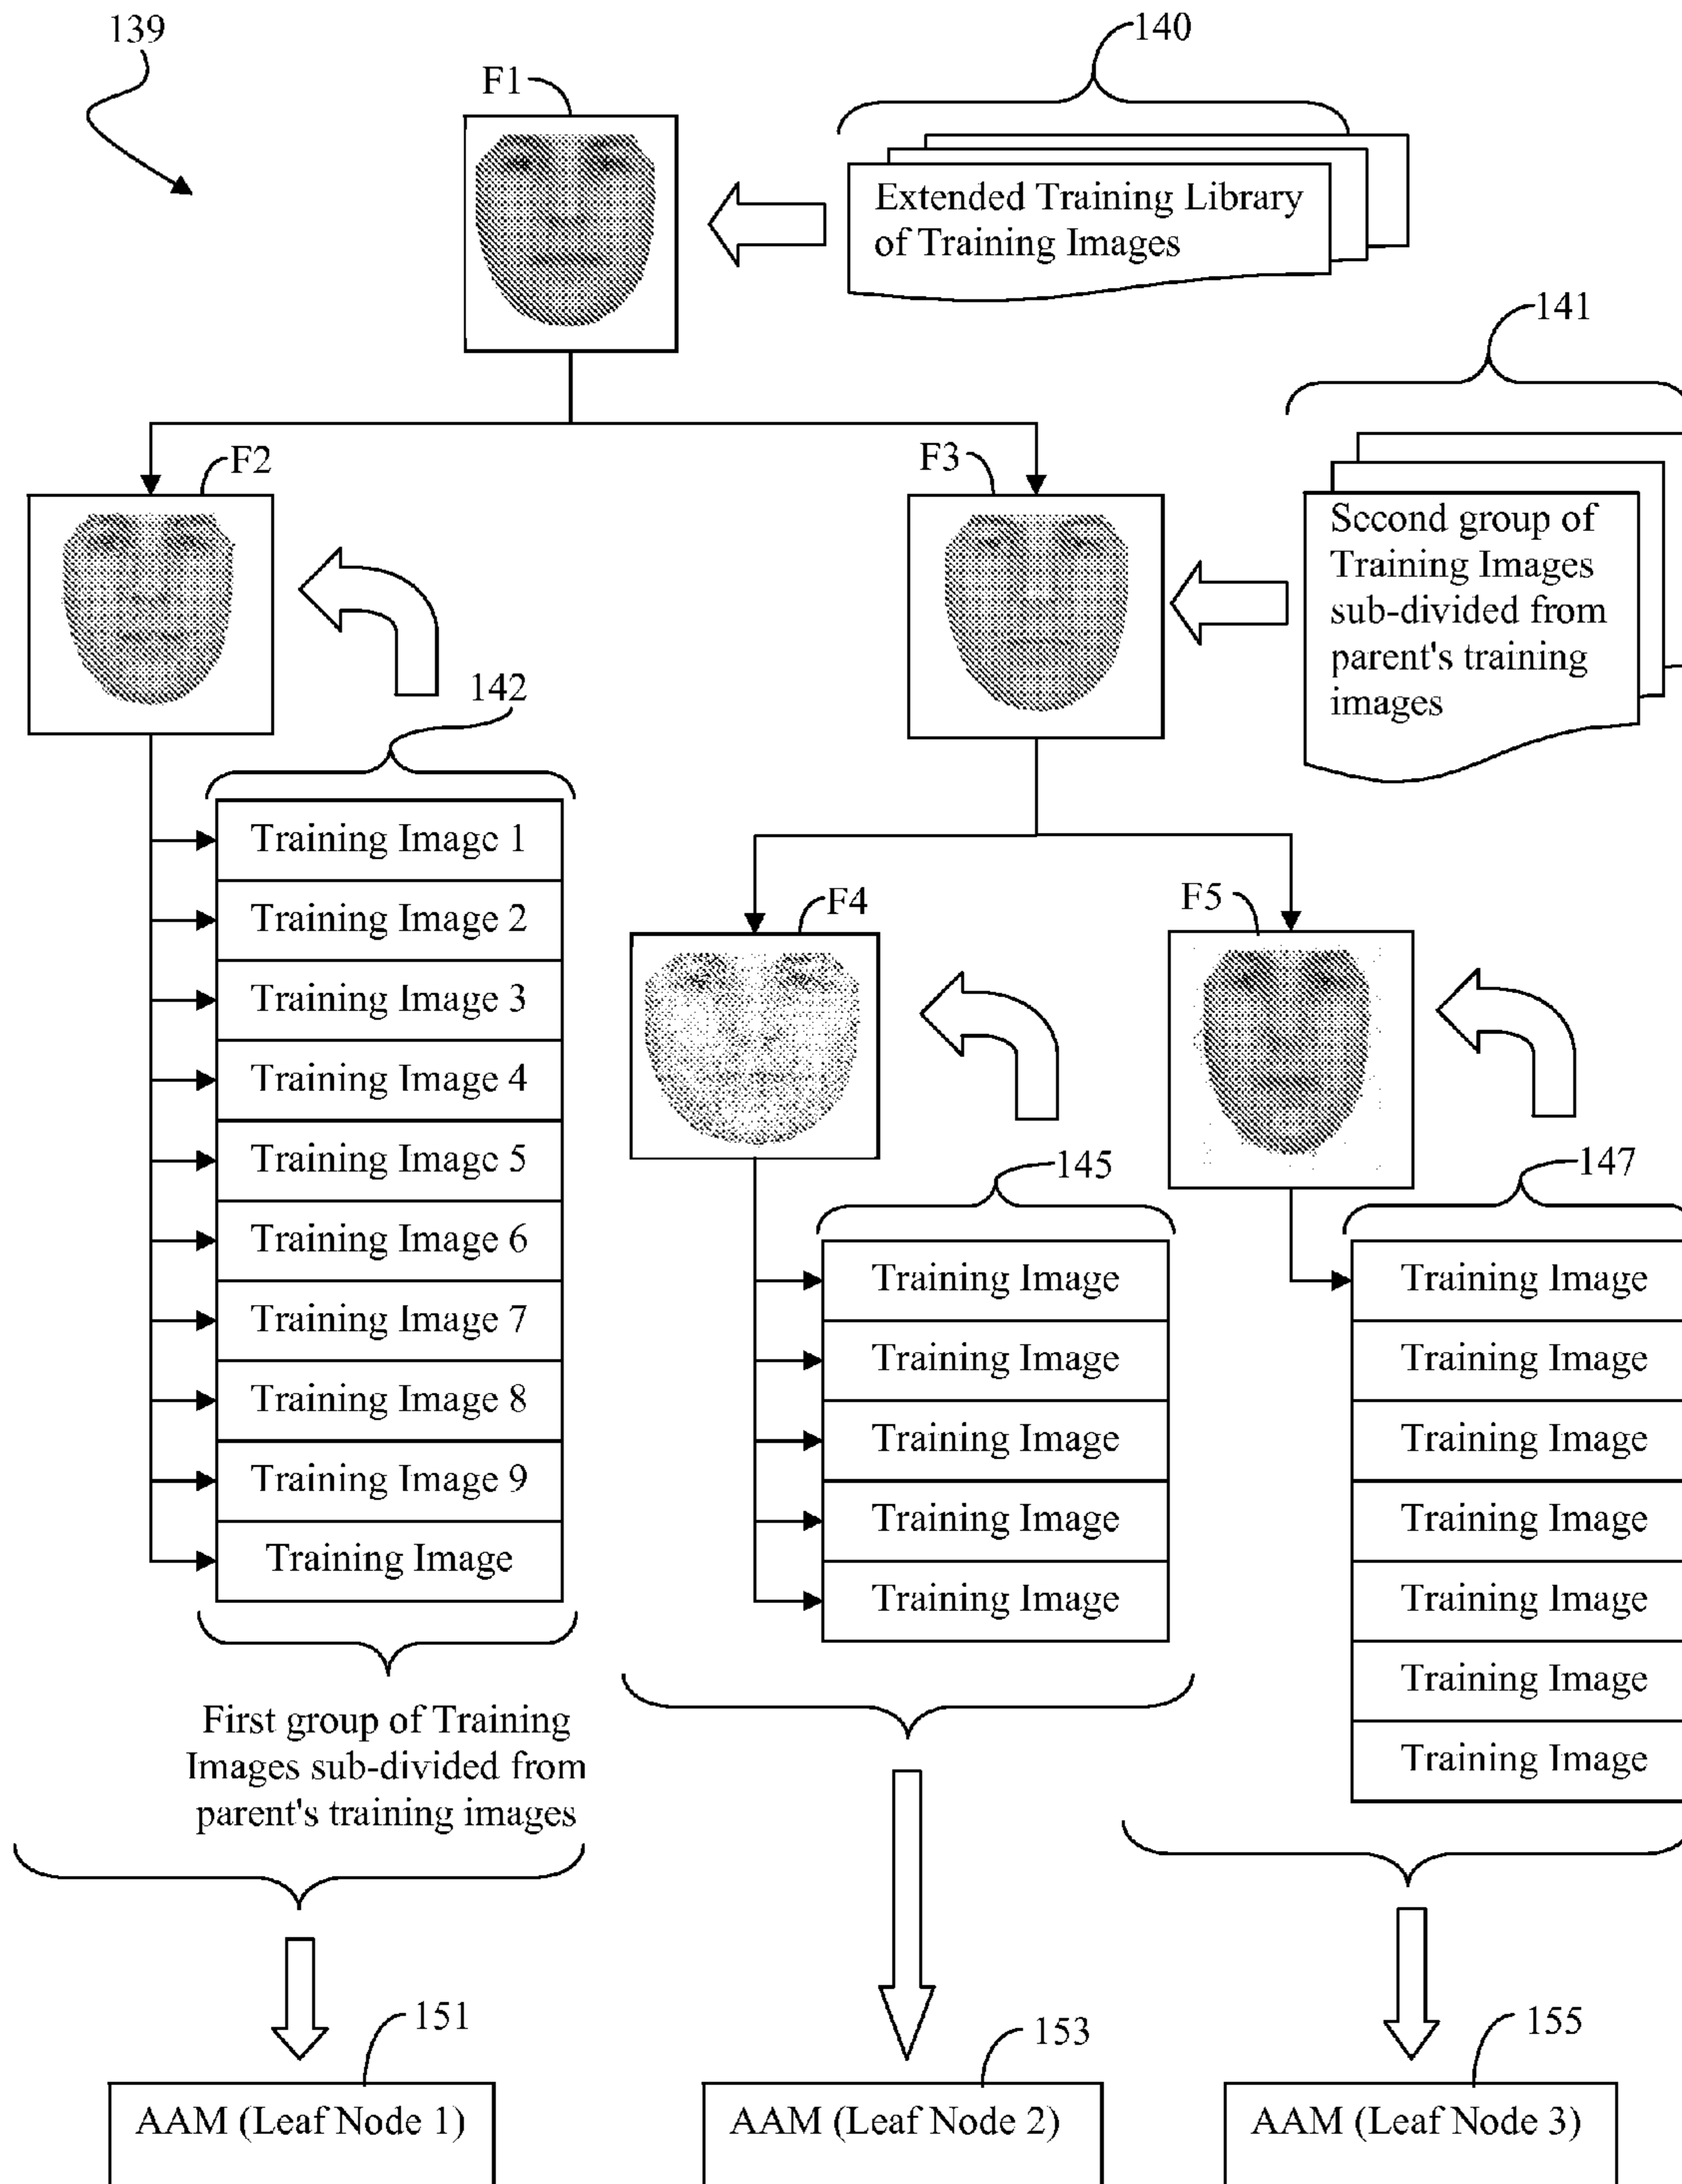 139
140
F1
Extended Training Library
of Training Images
141
F2
F3
Second group of
Training Images
sub-divided from
parent's training
images
142
Training Image 1
Training Image 2
Training Image 3
Training Image 4
Training Image 5
Training Image 6
Training Image 7
Training Image 8
Training Image 9
Training Image
First group of Training
Images sub-divided from
parent's training images
F4
F5
145
Training Image
Training Image
Training Image
Training Image
Training Image
147
Training Image
Training Image
Training Image
Training Image
Training Image
Training Image
Training Image
151
AAM (Leaf Node 1)
153
AAM (Leaf Node 2)
155
AAM (Leaf Node 3)